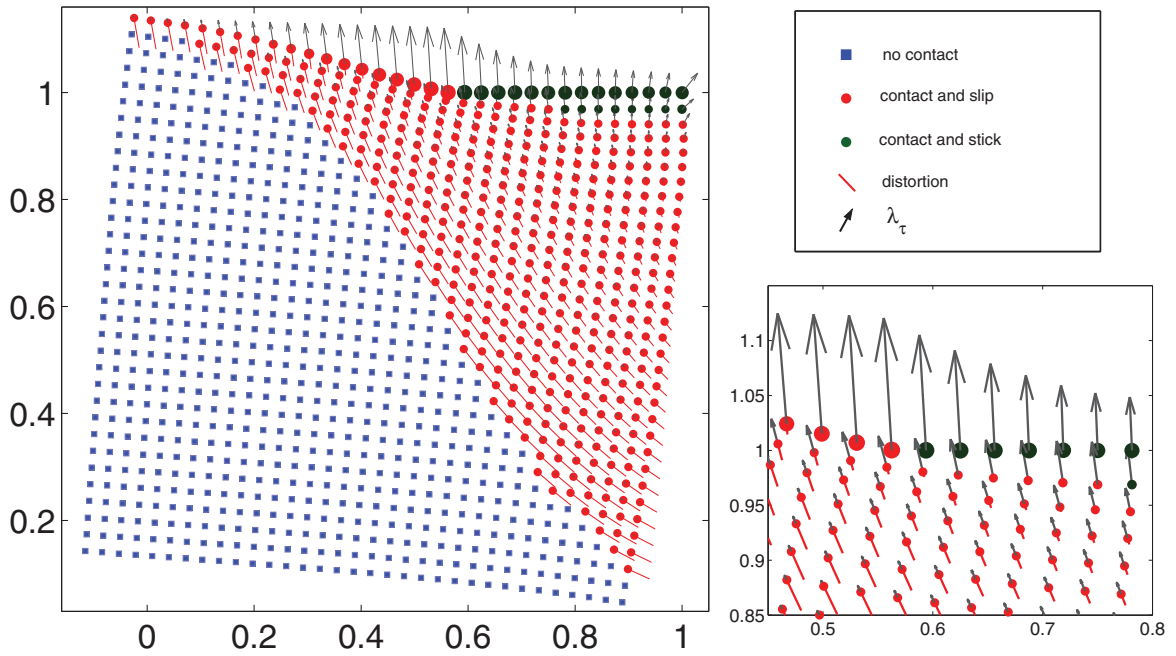 1
0.8
0.6
0.4
0.2
0 0.2 0.4 0.6 0.8 1
no contact
contact and slip
contact and stick
distortion
λτ
1.1
1.05
1
0.95
0.9
0.85
0.5 0.6 0.7 0.8